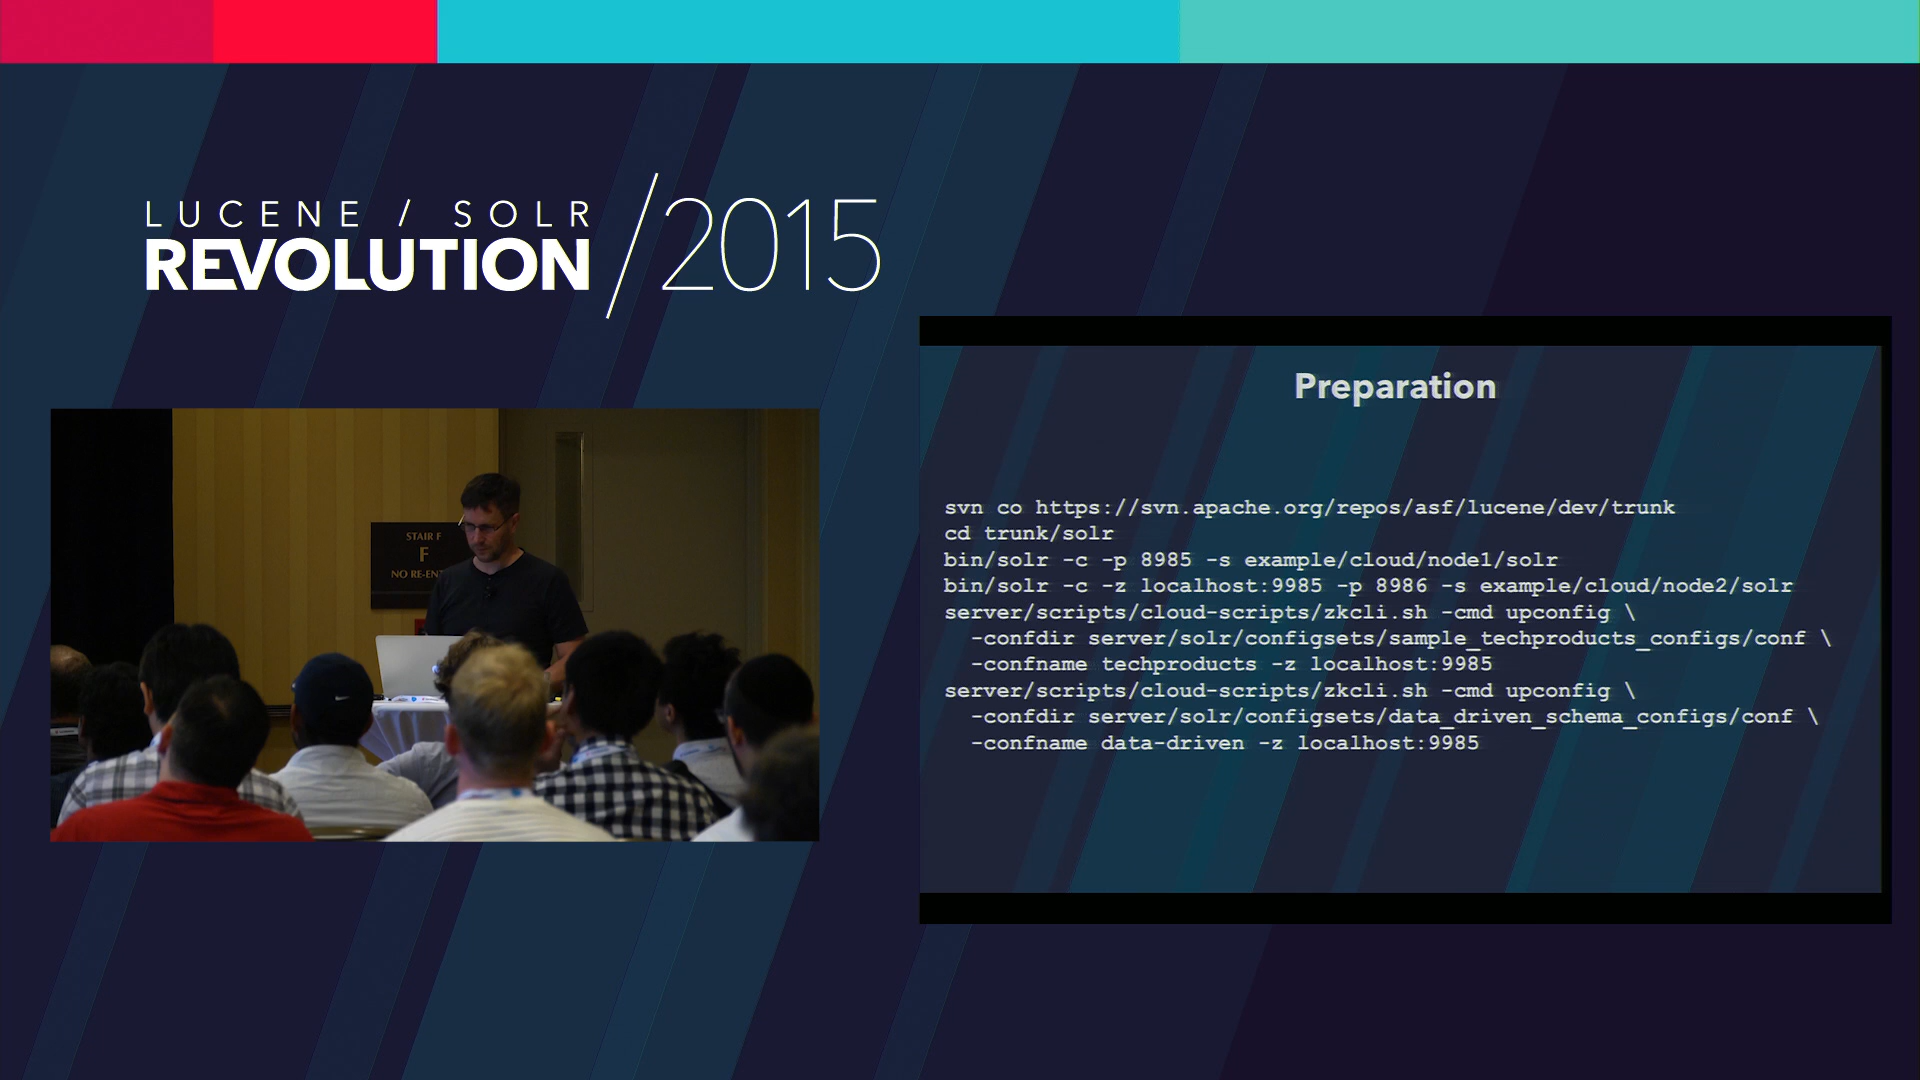 LUCENE / SOLR
REVOLUTION /2015
STAIR F
F
NO RE-EN
Preparation
svn co https://svn.apache.org/repos/asf/lucene/dev/trunk
cd trunk/solr
bin/solr -c -p 8985 -s example/cloud/node1/solr
bin/solr -c -z localhost:9985 -p 8986 -s example/cloud/node2/solr
server/scripts/cloud-scripts/zkcli.sh -cmd upconfig \
-confdir server/solr/configsets/sample_techproducts_configs/conf \
-confname techproducts -z localhost:9985
server/scripts/cloud-scripts/zkcli.sh -cmd upconfig \
-confdir server/solr/configsets/data_driven_schema_configs/conf \
-confname data-driven -z localhost:9985